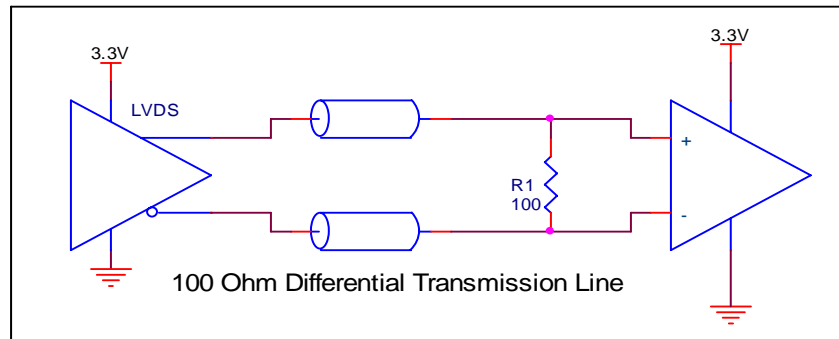 3.3V
3.3V
LVDS
+
R1
100
-
100 Ohm Differential Transmission Line